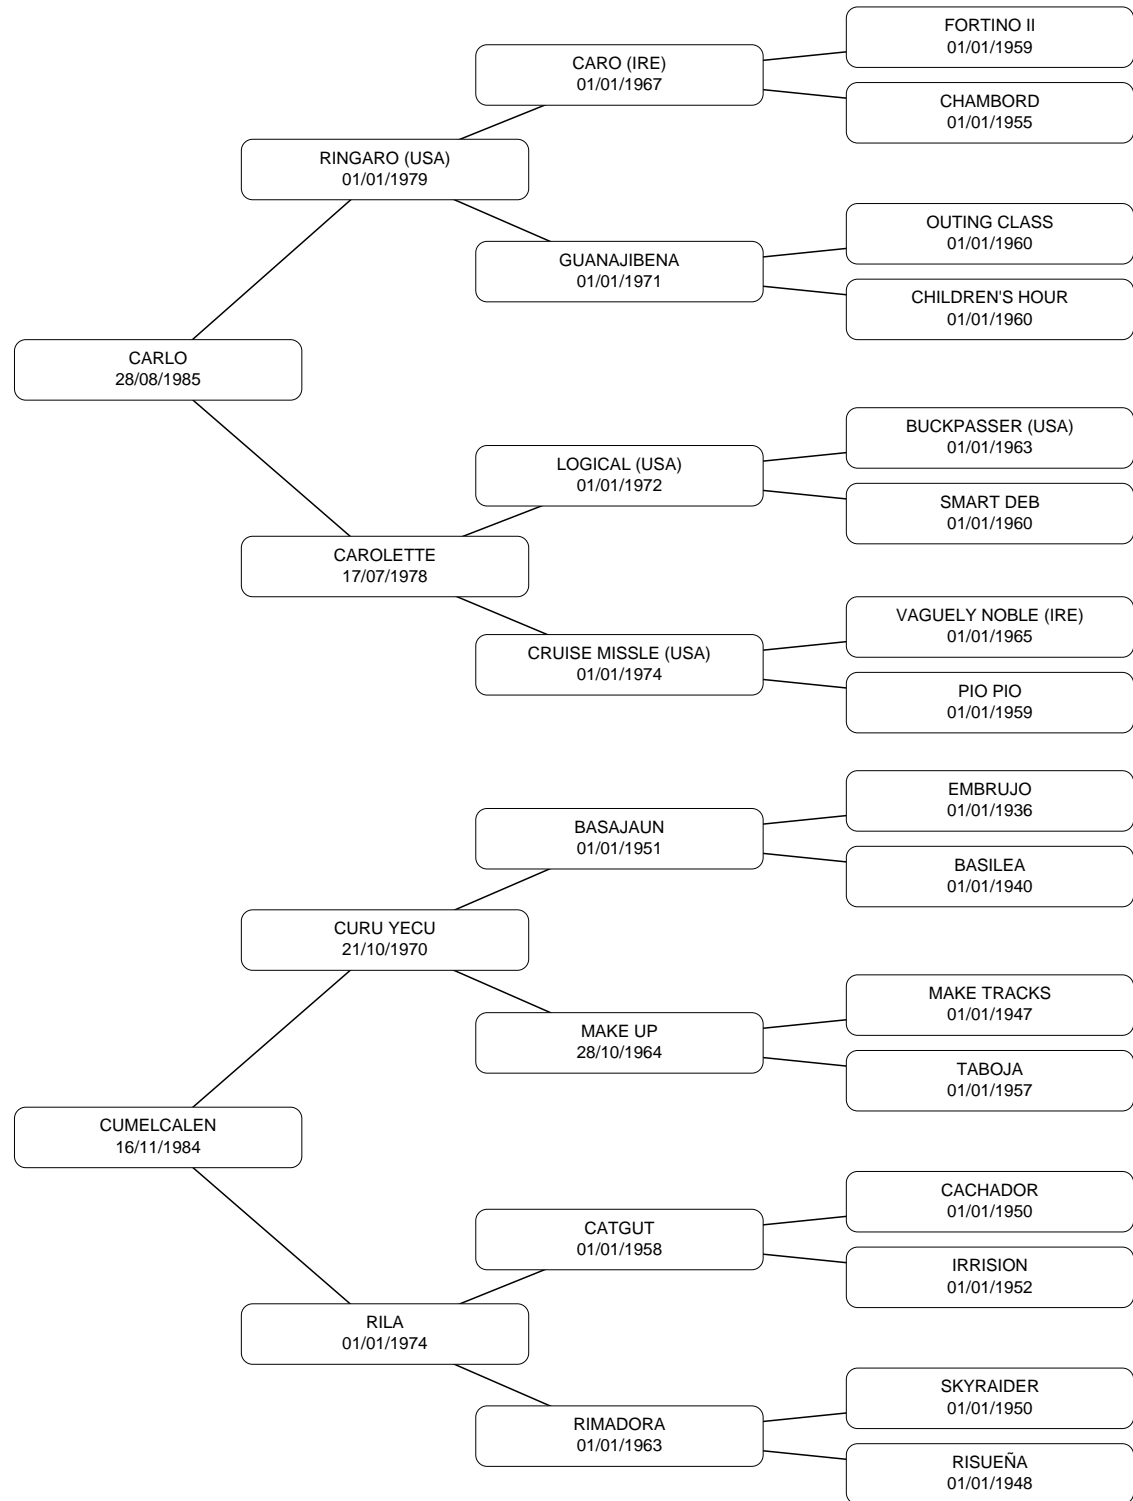 FORTINO II
01/01/1959
CARO (IRE)
01/01/1967
CHAMBORD
01/01/1955
RINGARO (USA)
01/01/1979
OUTING CLASS
01/01/1960
GUANAJIBENA
01/01/1971
CHILDREN'S HOUR
01/01/1960
CARLO
28/08/1985
BUCKPASSER (USA)
01/01/1963
LOGICAL (USA)
01/01/1972
SMART DEB
01/01/1960
CAROLETTE
17/07/1978
VAGUELY NOBLE (IRE)
01/01/1965
CRUISE MISSLE (USA)
01/01/1974
PIO PIO
01/01/1959
EMBRUJO
01/01/1936
BASAJAUN
01/01/1951
BASILEA
01/01/1940
CURU YECU
21/10/1970
MAKE TRACKS
01/01/1947
MAKE UP
28/10/1964
TABOJA
01/01/1957
CUMELCALEN
16/11/1984
CACHADOR
01/01/1950
CATGUT
01/01/1958
IRRISION
01/01/1952
RILA
01/01/1974
SKYRAIDER
01/01/1950
RIMADORA
01/01/1963
RISUEÑA
01/01/1948